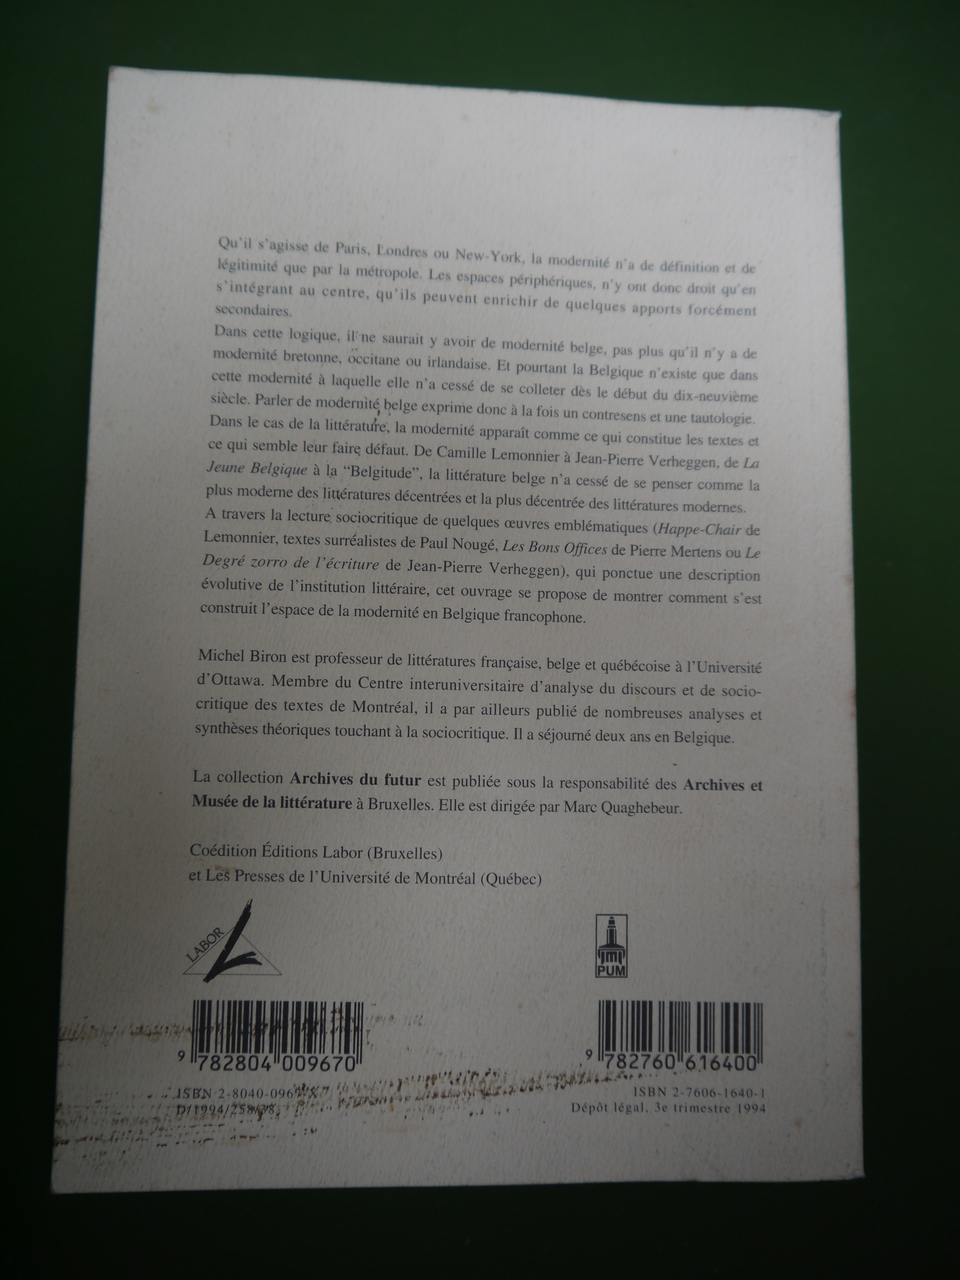 Qu'il s'agisse de Paris, Londres ou New-York, la modernité n'a de définition et de
légitimité que par la métropole. Les espaces périphériques, n'y ont donc droit qu'en
s'intégrant au centre, qu'ils peuvent enrichir de quelques apports forcément
secondaires.
Dans cette logique, il ne saurait y avoir de modernité belge, pas plus qu'il n'y a de
modernité bretonne, occitane ou irlandaise. Et pourtant la Belgique n'existe que dans
cette modernité à laquelle elle n'a cessé de se colleter dès le début du dix-neuvième
siècle. Parler de modernité belge exprime donc à la fois un contresens et une tautologie.
Dans le cas de la littérature, la modernité apparaît comme ce qui constitue les textes et
ce qui semble leur faire défaut. De Camille Lemonnier à Jean-Pierre Verheggen, de La
Jeune Belgique à la “Belgitude”, la littérature belge n'a cessé de se penser comme la
plus moderne des littératures décentrées et la plus décentrée des littératures modernes.
A travers la lecture sociocritique de quelques œuvres emblématiques (Happe-Chair de
Lemonnier, textes surréalistes de Paul Nougé, Les Bons Offices de Pierre Mertens ou Le
Degré zorro de l'écriture de Jean-Pierre Verheggen), qui ponctue une description
évolutive de l'institution littéraire, cet ouvrage se propose de montrer comment s'est
construit l'espace de la modernité en Belgique francophone.
Michel Biron est professeur de littératures française, belge et québécoise à l'Université
d'Ottawa. Membre du Centre interuniversitaire d'analyse du discours et de socio-
critique des textes de Montréal, il a par ailleurs publié de nombreuses analyses et
synthèses théoriques touchant à la sociocritique. Il a séjourné deux ans en Belgique.
La collection Archives du futur est publiée sous la responsabilité des Archives et
Musée de la littérature à Bruxelles. Elle est dirigée par Marc Quaghebeur.
Coédition Éditions Labor (Bruxelles)
et Les Presses de l'Université de Montréal (Québec)
LABOR
PUM
9 782804 009670
9 782760 616400
ISBN
ISBN 2-7606-1640-1
Dépôt légal, 3e trimestre 1994